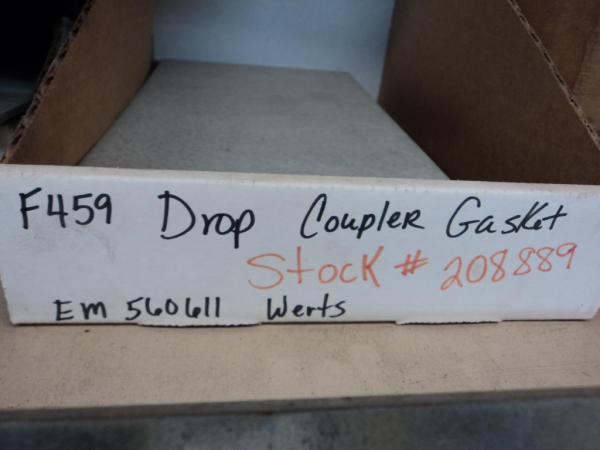 F459 Drop Coupler Gasket
Stock # 208889
EM 560611 Werts